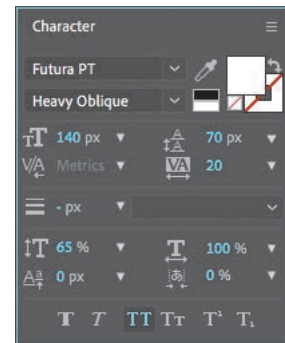 Character
Futura PT
Heavy Oblique
140 px 70 px
Metrics 20
- px
65 % 100 %
0 px 0 %
T T TT Tт T¹ T₁